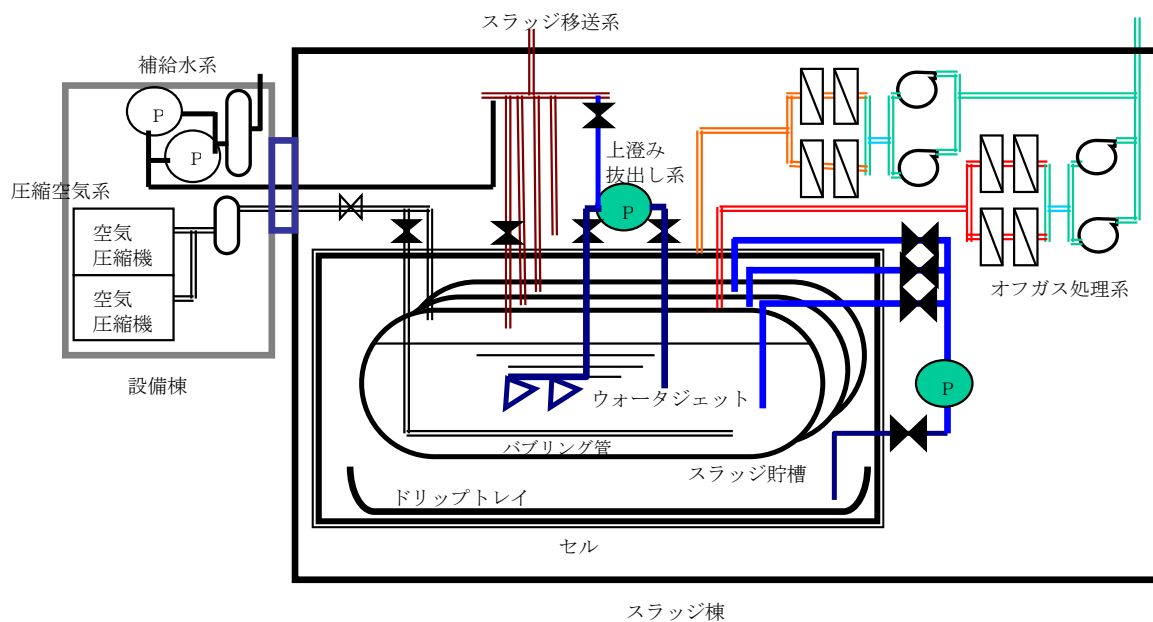 スラッジ移送系
補給水系
P
P
圧縮空気系
空気
圧縮機
空気
圧縮機
設備棟
上澄み
抜出し系
P
オフガス処理系
P
ウォータジェット
バブリング管
スラッジ貯槽
ドリップトレイ
セル
スラッジ棟